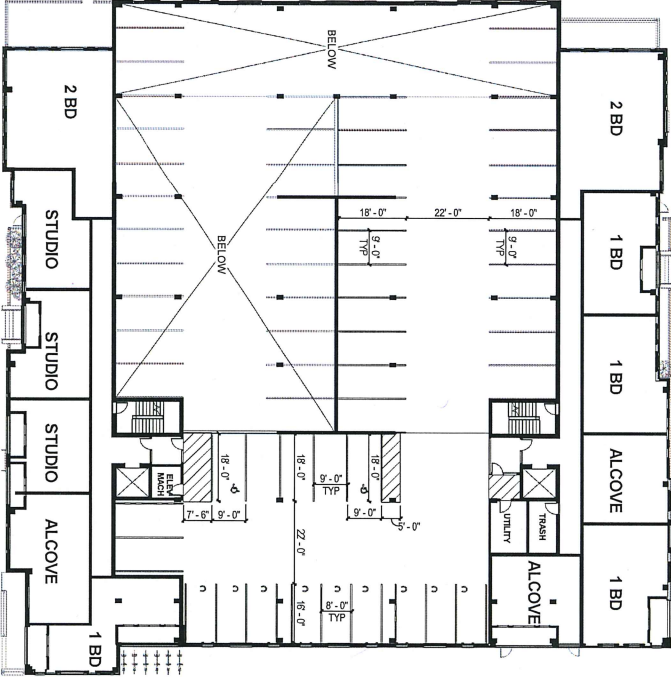 BELOW
2 BD
2 BD
STUDIO
18' - 0"
22' - 0"
18' - 0"
9' - 0"
TYP
9' - 0"
TYP
1 BD
BELOW
STUDIO
1 BD
STUDIO
18' - 0"
18' - 0"
9' - 0"
TYP
18' - 0"
ALCOVE
ELEV
MACH
7' - 6"
9' - 0"
9' - 0"
5' - 0"
UTILITY
TRASH
ALCOVE
22' - 0"
ALCOVE
1 BD
C
C
C
C
C
C
C
C
16' - 0"
8' - 0"
TYP
1 BD